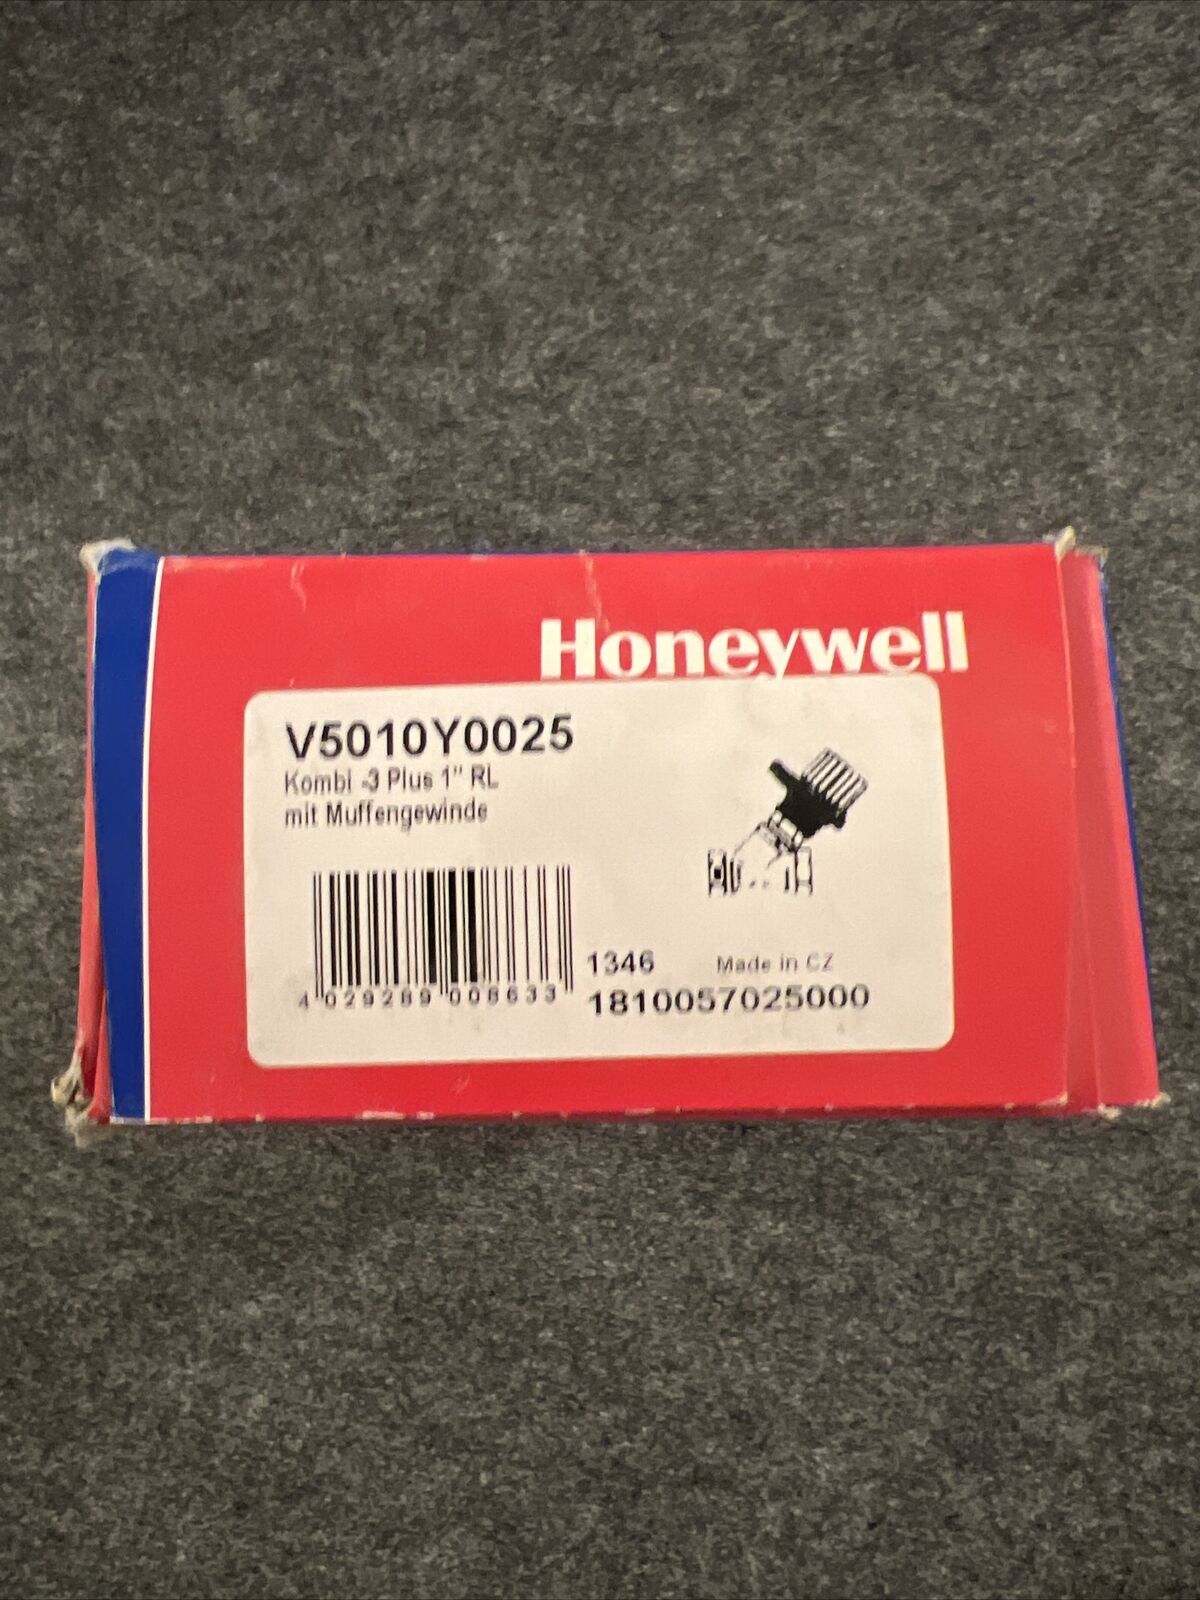 Honeywell
V5010Y0025
Kombi -3 Plus 1" RL
mit Muffengewinde
4 029289 008633
1346 Made in CZ
1810057025000